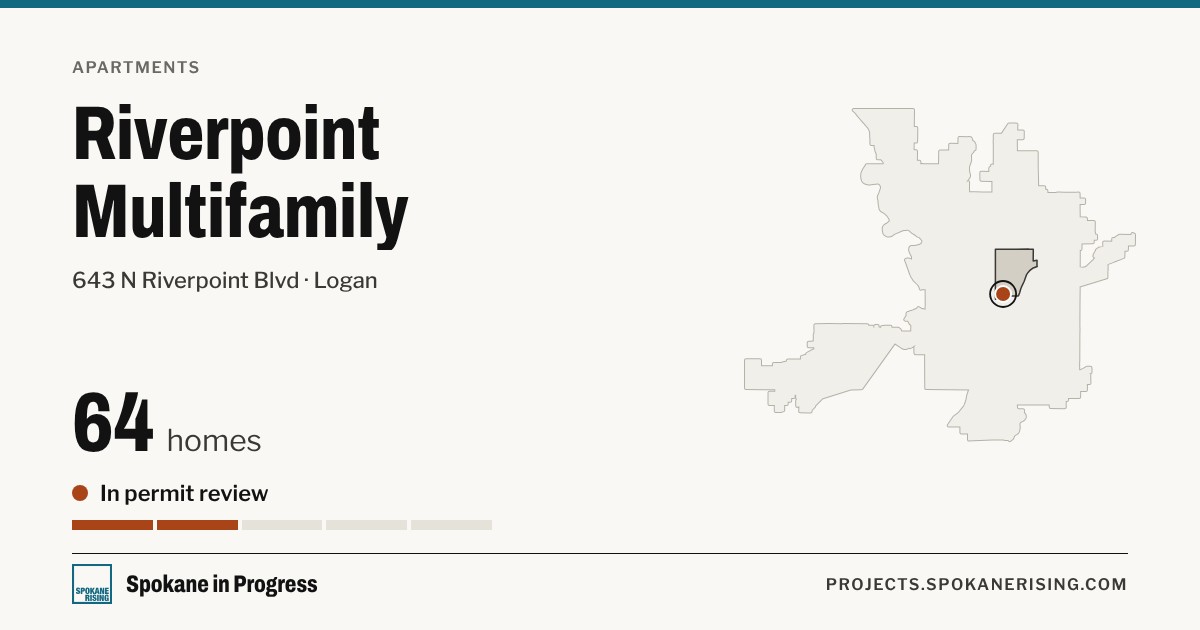 APARTMENTS
Riverpoint
Multifamily
643 N Riverpoint Blvd · Logan
64 homes
In permit review
SPOKANE
RISING
Spokane in Progress
PROJECTS.SPOKANERISING.COM